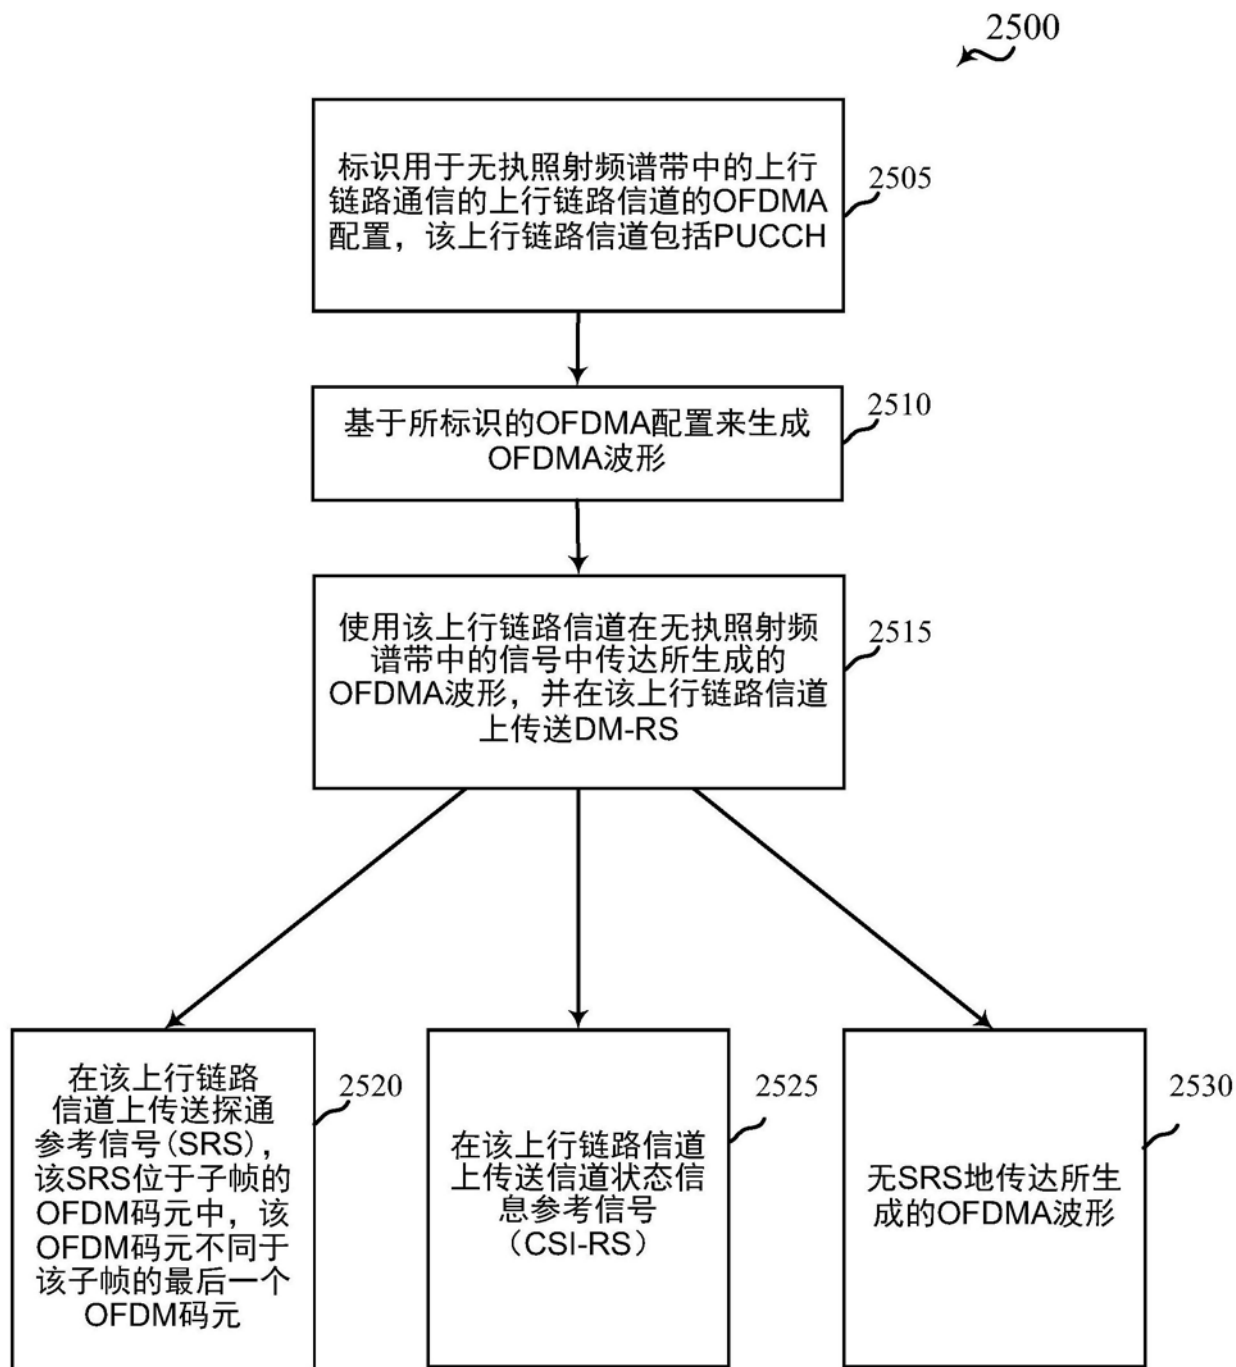 2500
标识用于无执照射频谱带中的上行
链路通信的上行链路信道的OFDMA
配置，该上行链路信道包括PUCCH
2505
基于所标识的OFDMA配置来生成
OFDMA波形
2510
使用该上行链路信道在无执照射频
谱带中的信号中传达所生成的
OFDMA波形，并在该上行链路信道
上传送DM-RS
2515
在该上行链路
信道上传送探通
参考信号(SRS)，
该SRS位于子帧的
OFDM码元中，该
OFDM码元不同于
该子帧的最后一个
OFDM码元
2520
在该上行链路信道
上传送信道状态信
息参考信号
（CSI-RS）
2525
无SRS地传达所生
成的OFDMA波形
2530